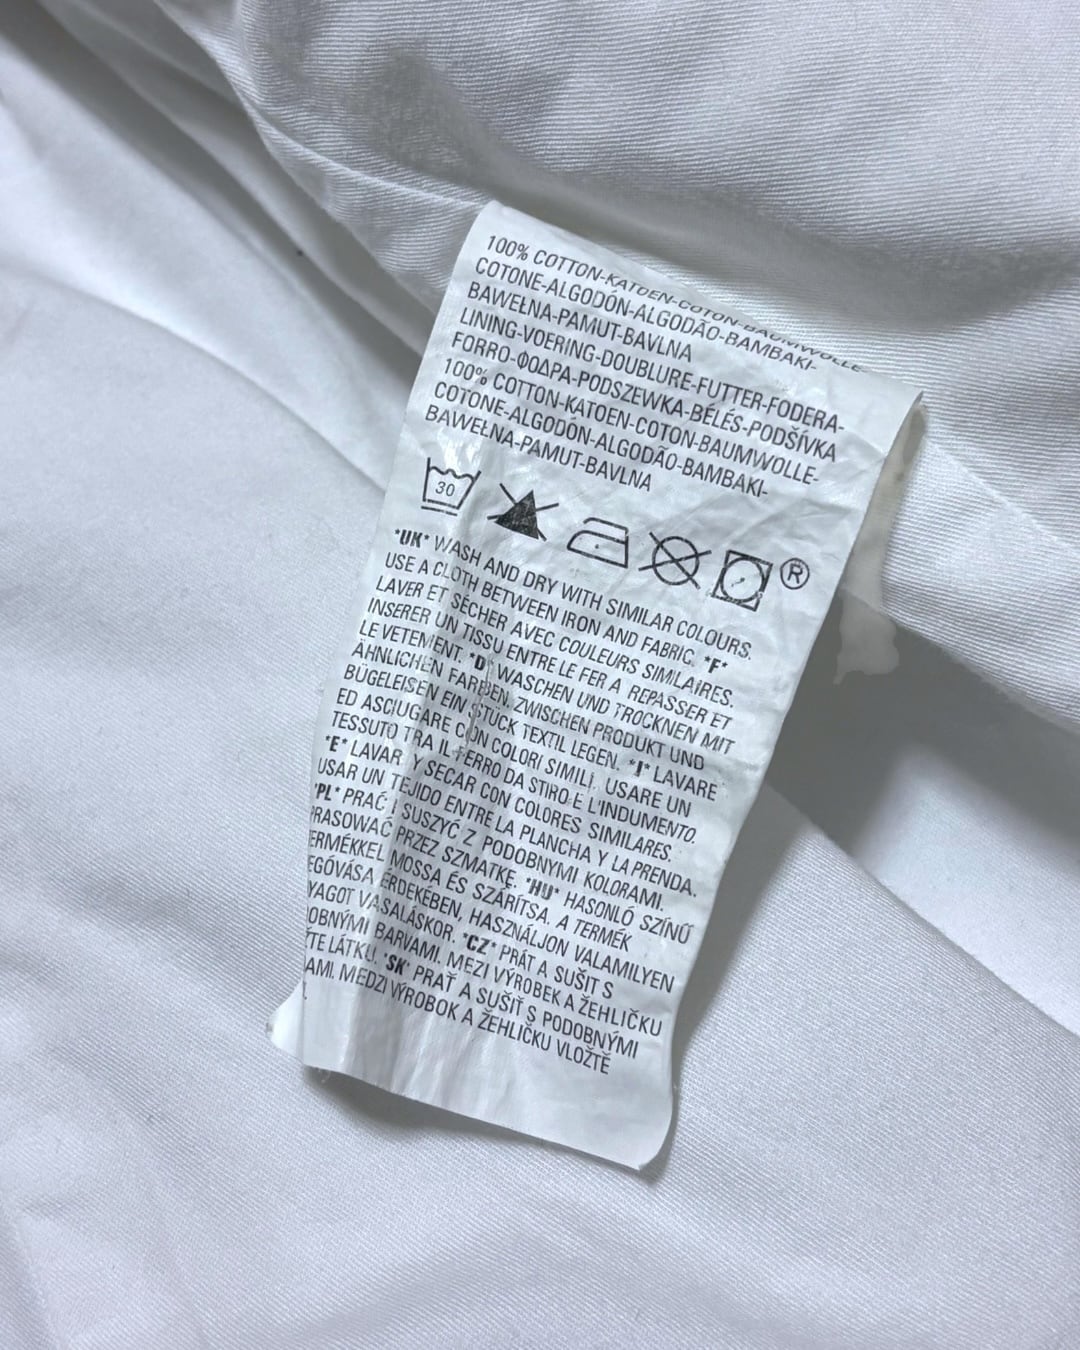 100% COTTON-KATOEN-COTON-BAUMWOLLE-
COTONE-ALGODÓN-ALGODÃO-BAMBAKI-
BAWEŁNA-PAMUT-BAVLNA
LINING-VOERING-DOUBLURE-FUTTER-FODERA-
FORRO-ΦΟΔΡΑ-PODSZEWKA-BÉLÉS-PODŠÍVKA
100% COTTON-KATOEN-COTON-BAUMWOLLE-
COTONE-ALGODÓN-ALGODÃO-BAMBAKI-
BAWEŁNA-PAMUT-BAVLNA
30
®
*UK* WASH AND DRY WITH SIMILAR COLOURS.
USE A CLOTH BETWEEN IRON AND FABRIC. *F*
LAVER ET SÉCHER AVEC COULEURS SIMILAIRES.
INSERER UN TISSU ENTRE LE FER A REPASSER ET
LE VETEMENT. *D* WASCHEN UND TROCKNEN MIT
ÄHNLICHEN FARBEN, ZWISCHEN PRODUKT UND
BÜGELEISEN EIN STÜCK TEXTIL LEGEN. *I* LAVARE
ED ASCIUGARE CON COLORI SIMILI. USARE UN
TESSUTO TRA IL FERRO DA STIRO E L'INDUMENTO.
*E* LAVAR Y SECAR CON COLORES SIMILARES.
USAR UN TEJIDO ENTRE LA PLANCHA Y LA PRENDA.
*PL* PRAĆ I SUSZYĆ Z PODOBNYMI KOLORAMI.
PRASOWAĆ PRZEZ SZMATKĘ. *HU* HASONLÓ SZÍNŰ
ERMÉKKEL MOSSA ÉS SZÁRÍTSA. A TERMÉK
EGÓVÁSA ÉRDEKÉBEN, HASZNÁLJON VALAMILYEN
YAGOT VASALÁSKOR. *CZ* PRÁT A SUŠIT S
OBNÝMI BARVAMI. MEZI VÝROBEK A ŽEHLIČKU
TE LÁTKU. *SK* PRAŤ A SUŠIŤ S PODOBNÝMI
AMI. MEDZI VÝROBOK A ŽEHLIČKU VLOŽTĚ